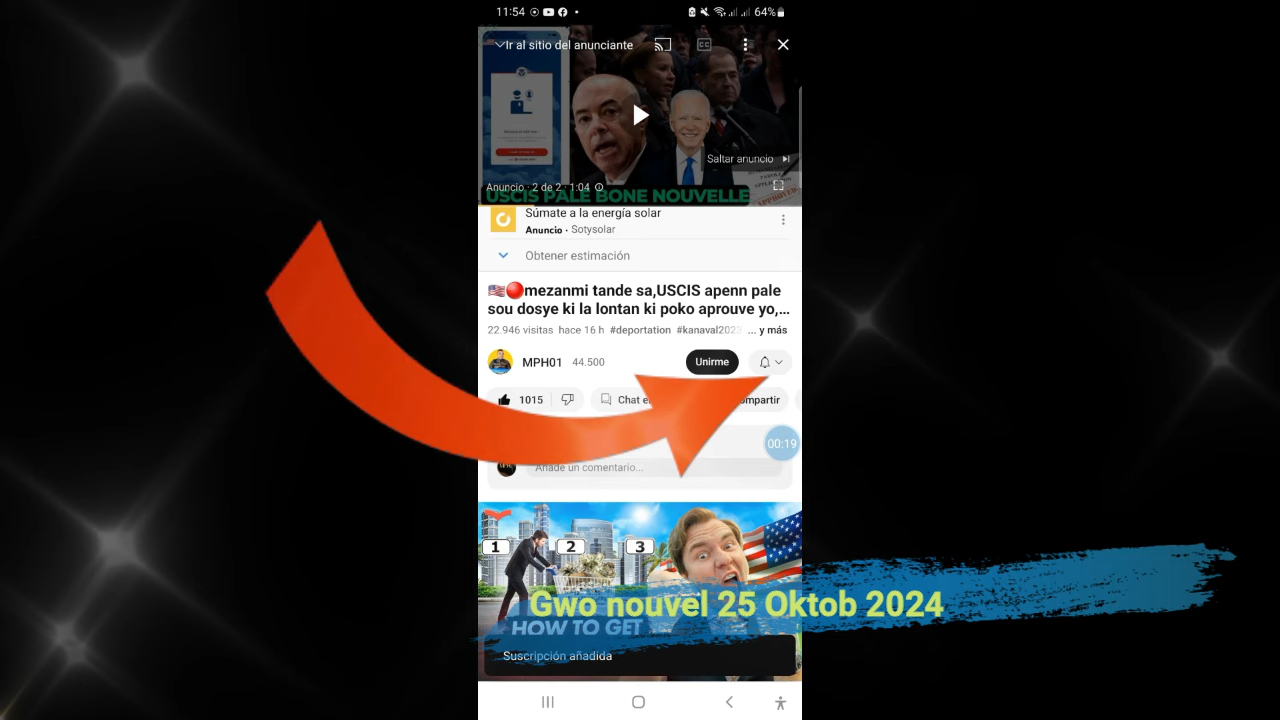 11:54
64%
Ir al sitio del anunciante
CC
Saltar anuncio
Anuncio · 2 de 2 · 1:04
USCIS PALE BONE NOUVELLE
APPROVED
Súmate a la energía solar
Anuncio · Sotysolar
Obtener estimación
🇺🇸🔴mezanmi tande sa,USCIS apenn pale
sou dosye ki la lontan ki poko aprouve yo,...
22.946 visitas hace 16 h #deportation #kanaval2023 ... y más
MPH01 44.500
Unirme
1015
Chat e
ompartir
00:19
Añade un comentario...
1 2 3
Gwo nouvel 25 Oktob 2024
HOW TO GET
Suscripción añadida